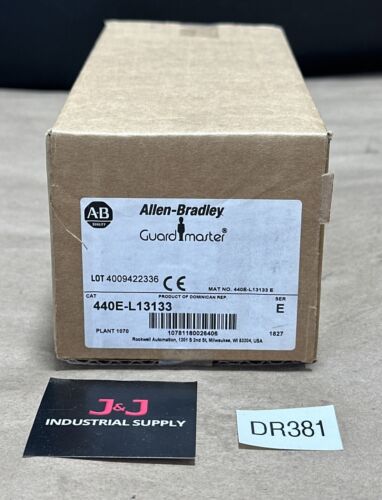 A-B
QUALITY
Allen-Bradley
Guardmaster®
LOT 4009422336 CE
MAT NO. 440E-L13133 E
CAT
PRODUCT OF DOMINICAN REP.
SER
440E-L13133
E
PLANT 1070
10781180026406
1827
Rockwell Automation, 1201 S 2nd St, Milwaukee, WI 53204, USA
J&J
INDUSTRIAL SUPPLY
DR381